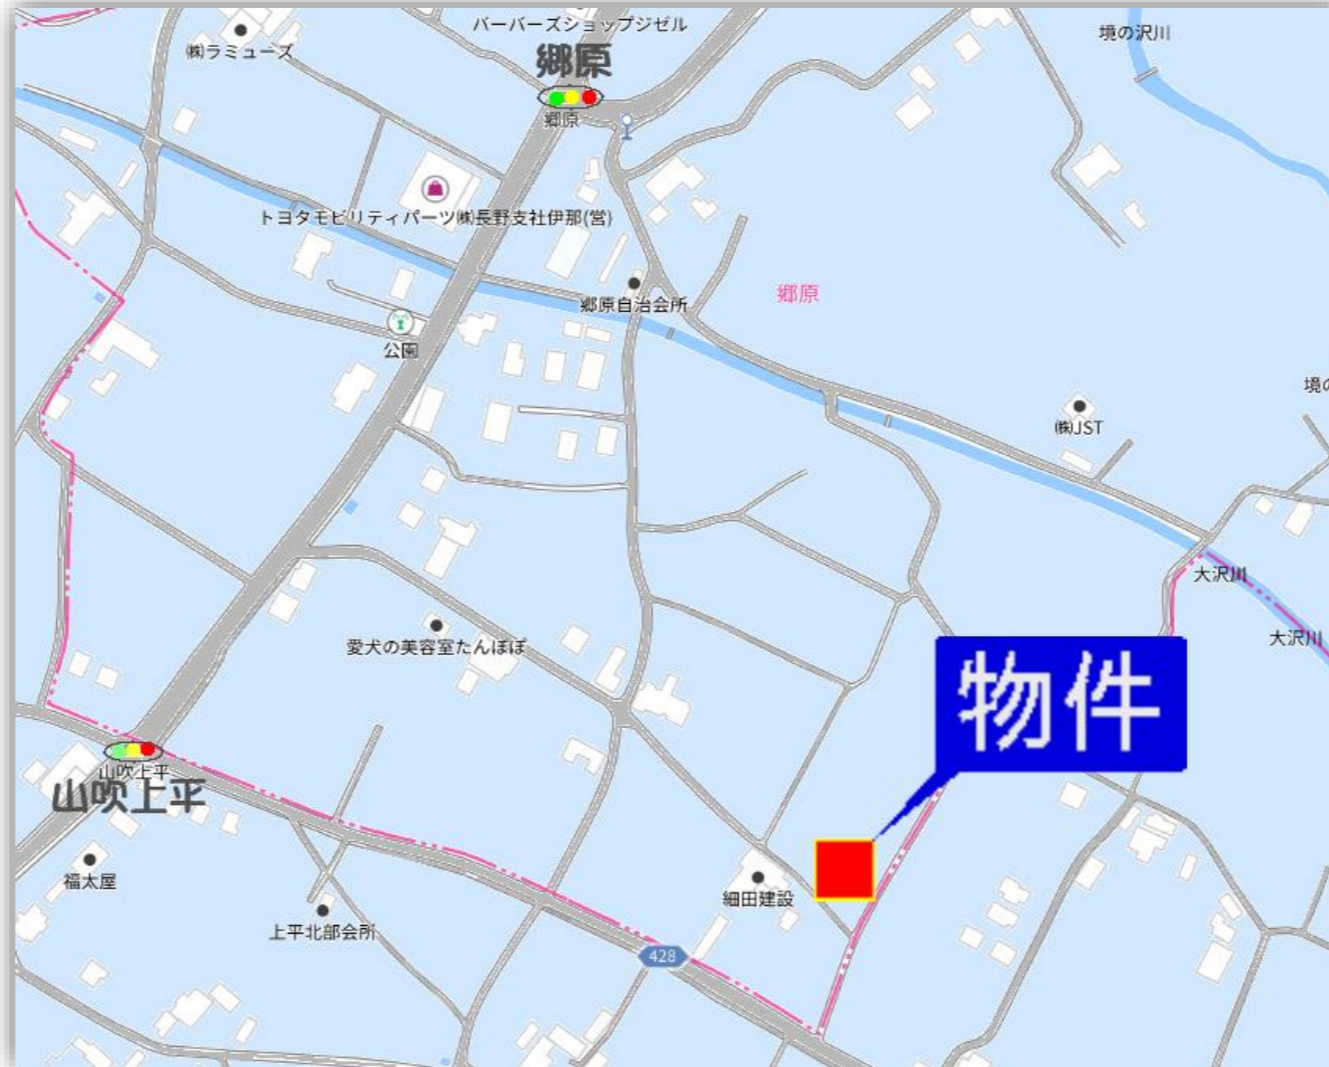 バーバーズショップジゼル
境の沢川
㈱ラミューズ
郷原
郷原
トヨタモビリティパーツ㈱長野支社伊那(営)
郷原
郷原自治会所
公園
境の
㈱JST
大沢川
大沢川
愛犬の美容室たんぽぽ
物件
山吹上平
山吹上平
福太屋
細田建設
上平北部会所
428